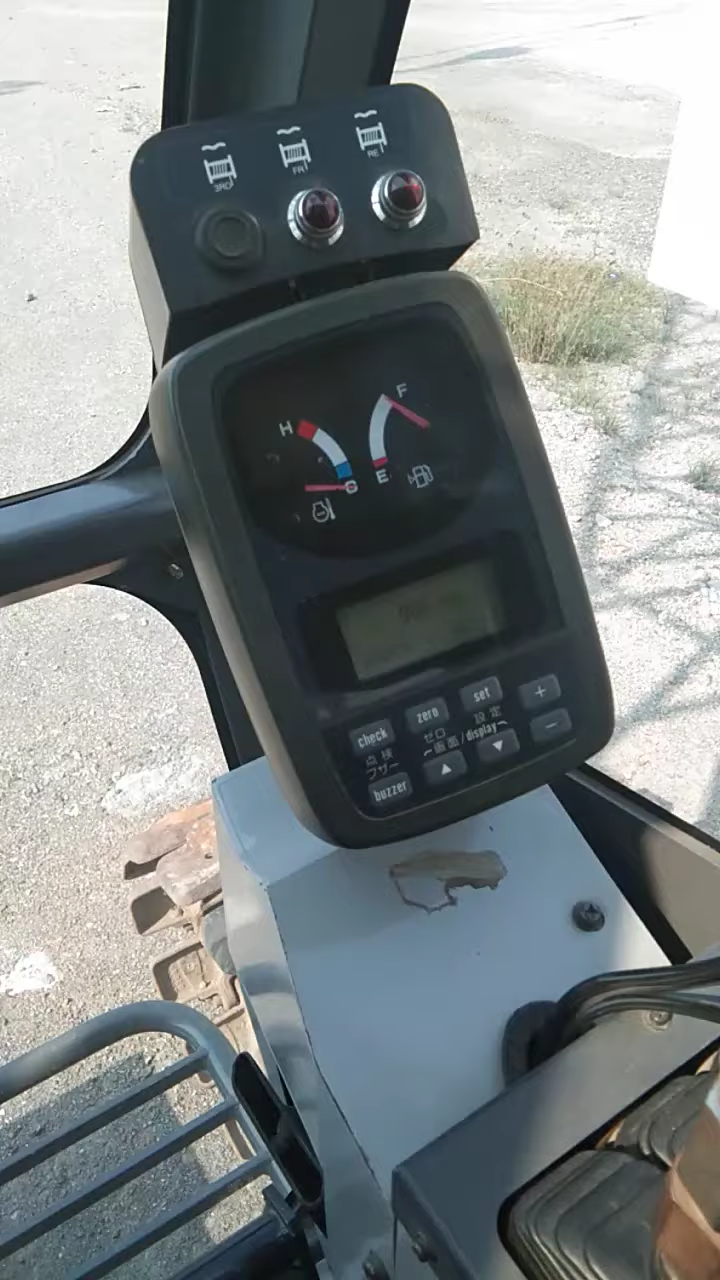 3RD FR RE
H F
C E
check zero set +
点検 ゼロ 設定 −
ブザー 画面/display
buzzer ▲ ▼